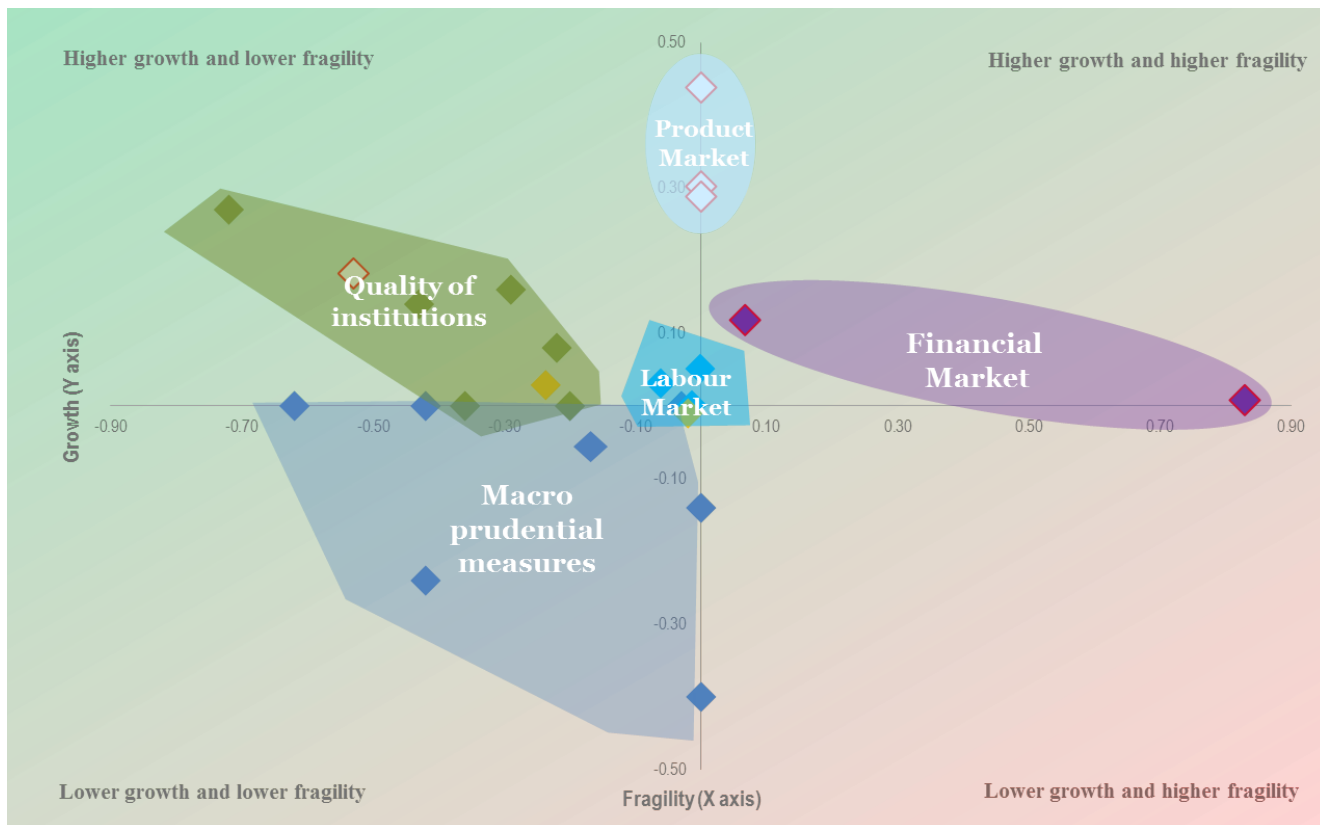 Higher growth and lower fragility
0.50
Higher growth and higher fragility
Product
Market
0.30
Quality of
institutions
0.10
Financial
Market
Labour
Market
Growth (Y axis)
-0.90
-0.70
-0.50
-0.30
-0.10
0.10
0.30
0.50
0.70
0.90
-0.10
Macro
prudential
measures
-0.30
-0.50
Lower growth and lower fragility
Fragility (X axis)
Lower growth and higher fragility